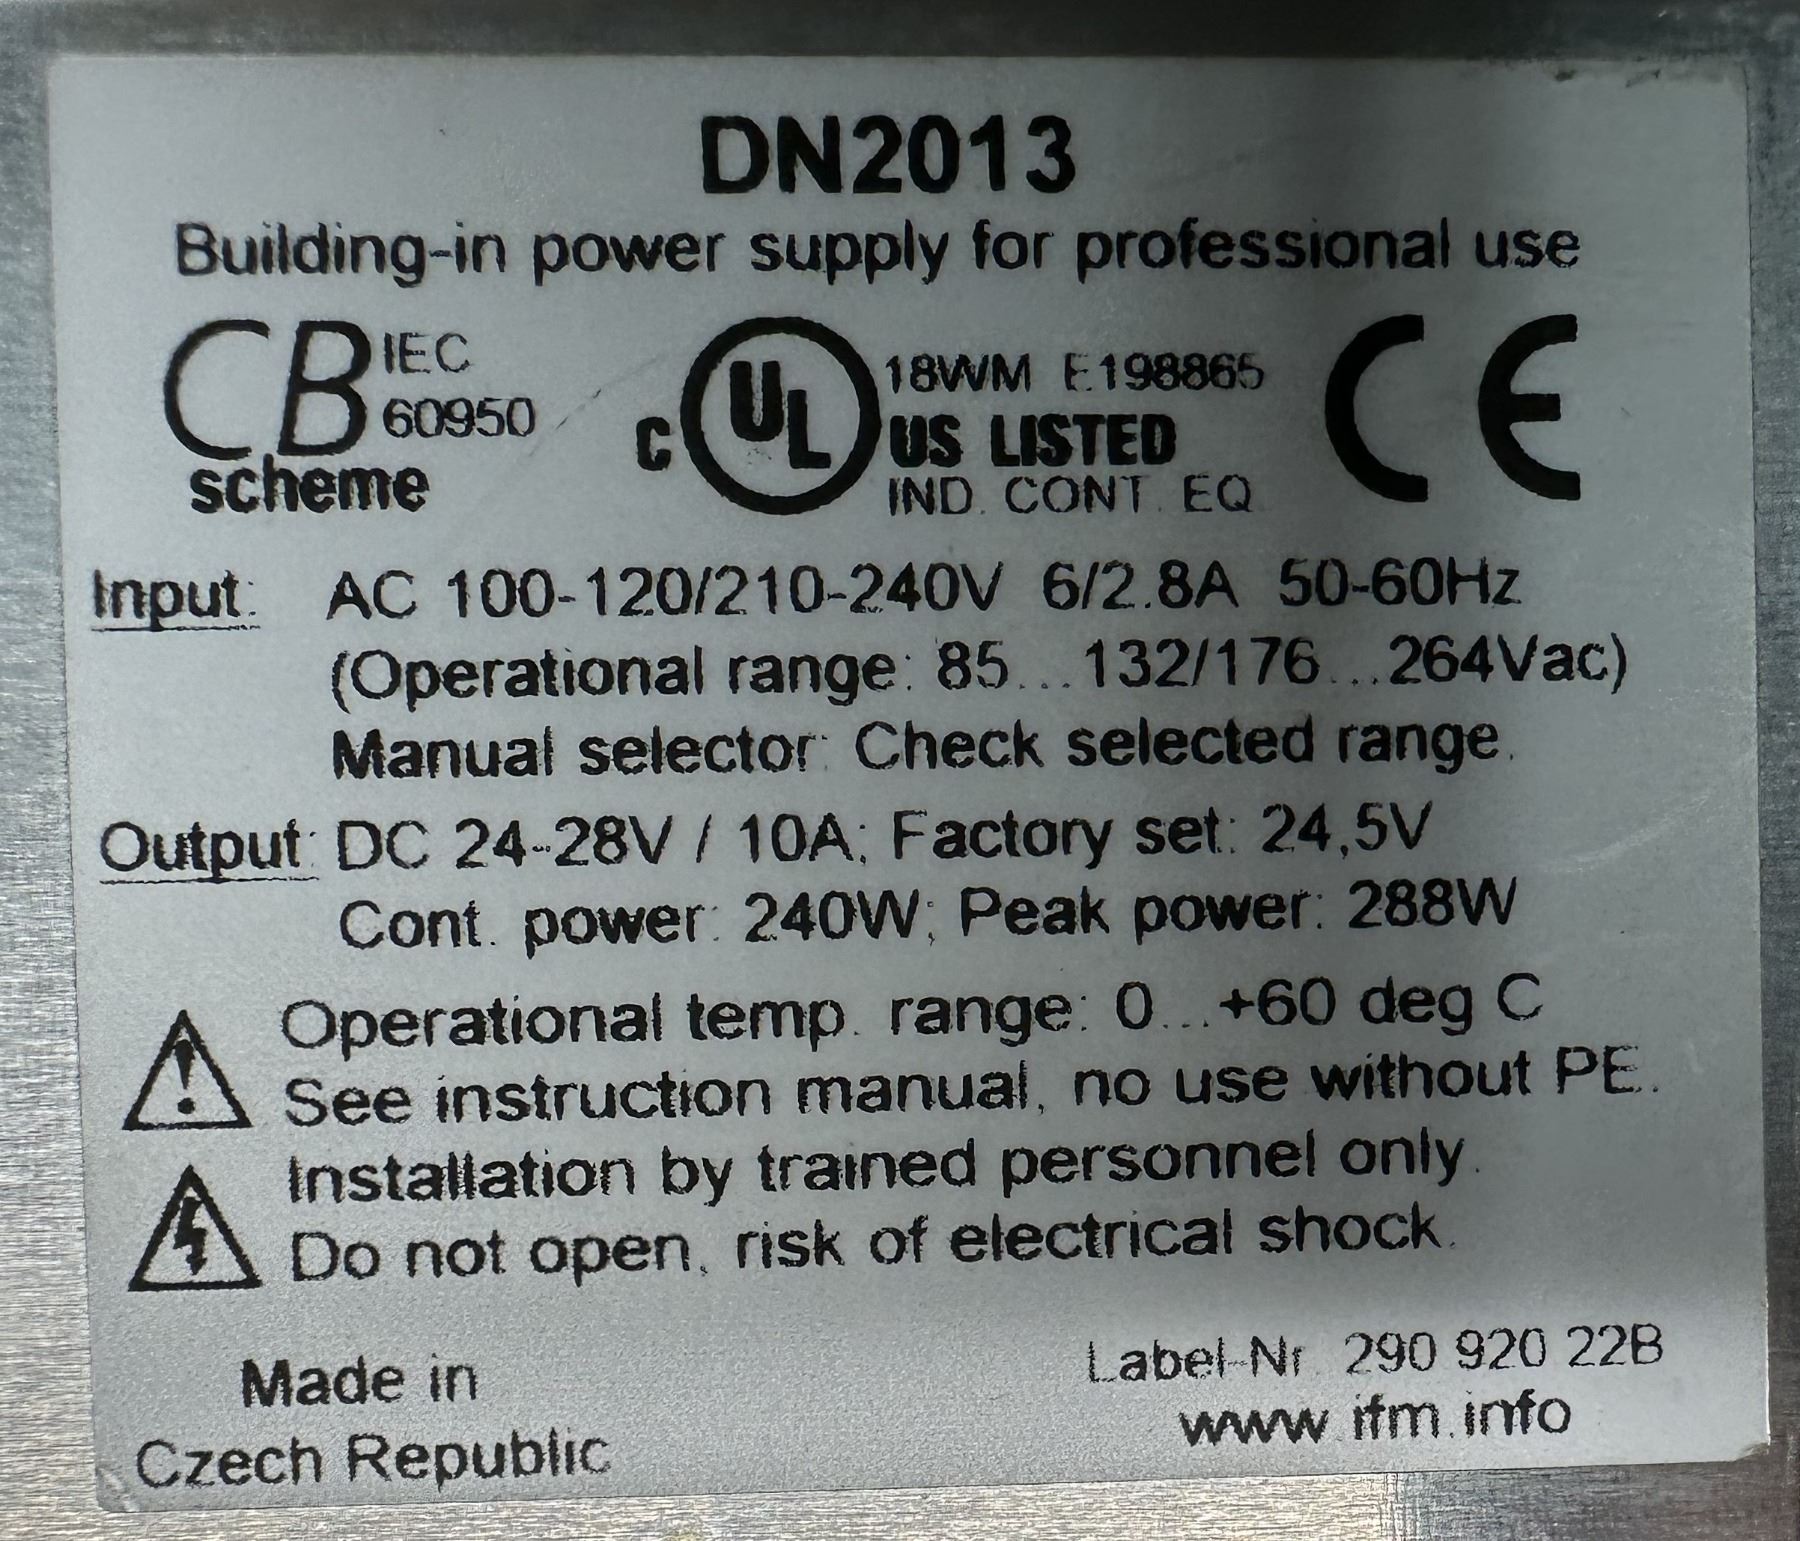 DN2013
Building-in power supply for professional use
CB IEC
60950
scheme
C UL US LISTED
18WM E198865
IND. CONT. EQ
CE
Input: AC 100-120/210-240V 6/2.8A 50-60Hz
(Operational range: 85...132/176...264Vac)
Manual selector: Check selected range.
Output: DC 24-28V / 10A; Factory set: 24,5V
Cont. power: 240W; Peak power: 288W
Operational temp. range: 0...+60 deg C
See instruction manual, no use without PE.
Installation by trained personnel only.
Do not open, risk of electrical shock.
Made in
Czech Republic
Label-Nr. 290 920 22B
www.ifm.info